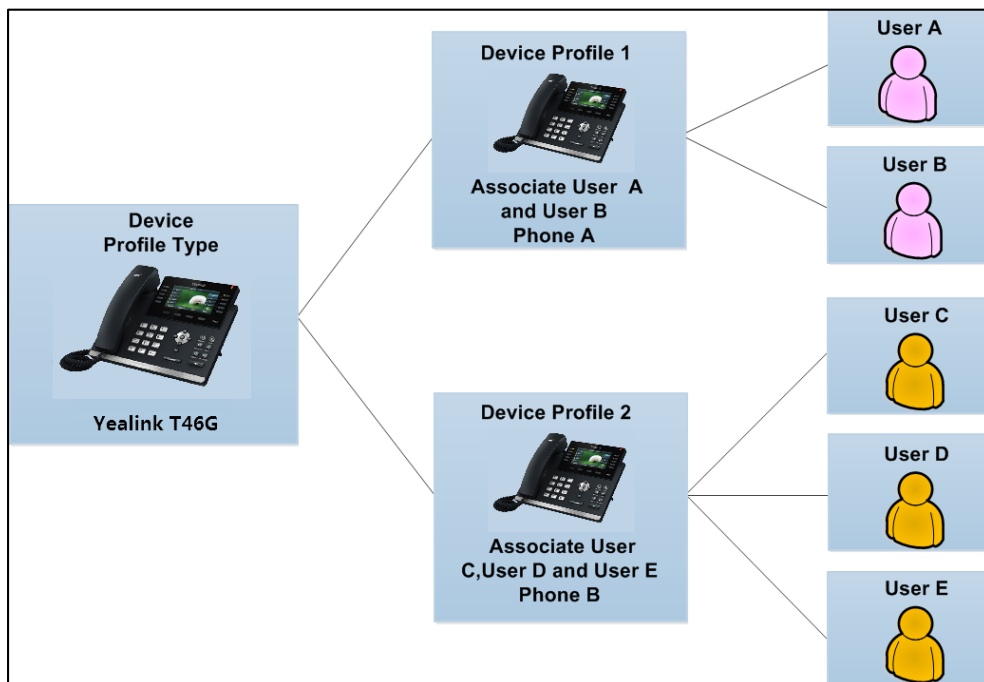 Device
Profile Type
Yealink T46G
Device Profile 1
Associate User A
and User B
Phone A
Device Profile 2
Associate User
C,User D and User E
Phone B
User A
User B
User C
User D
User E